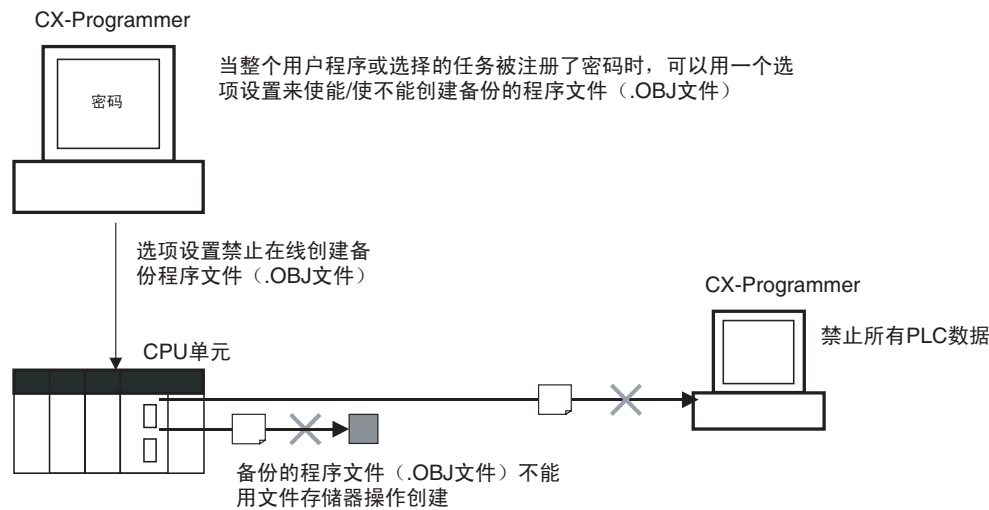 CX-Programmer
当整个用户程序或选择的任务被注册了密码时，可以用一个选
项设置来使能/使不能创建备份的程序文件（.OBJ文件）
密码
选项设置禁止在线创建备
份程序文件（.OBJ文件）
CX-Programmer
禁止所有PLC数据
CPU单元
备份的程序文件（.OBJ文件）不能
用文件存储器操作创建